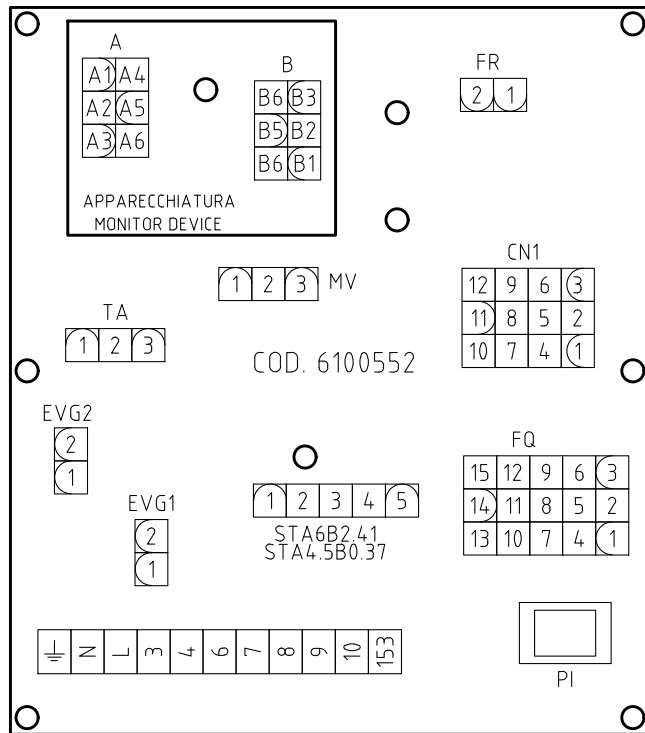 A
B
FR
A1 A4
A2 A5
A3 A6
B6 B3
B5 B2
B6 B1
2 1
APPARECCHIATURA
MONITOR DEVICE
CN1
1 2 3 MV
12 9 6 3
11 8 5 2
10 7 4 1
TA
1 2 3
COD. 6100552
EVG2
2
1
FQ
15 12 9 6 3
14 11 8 5 2
13 10 7 4 1
1 2 3 4 5
STA6B2.41
STA4.5B0.37
EVG1
2
1
N L 3 4 6 7 8 9 10 153
PI